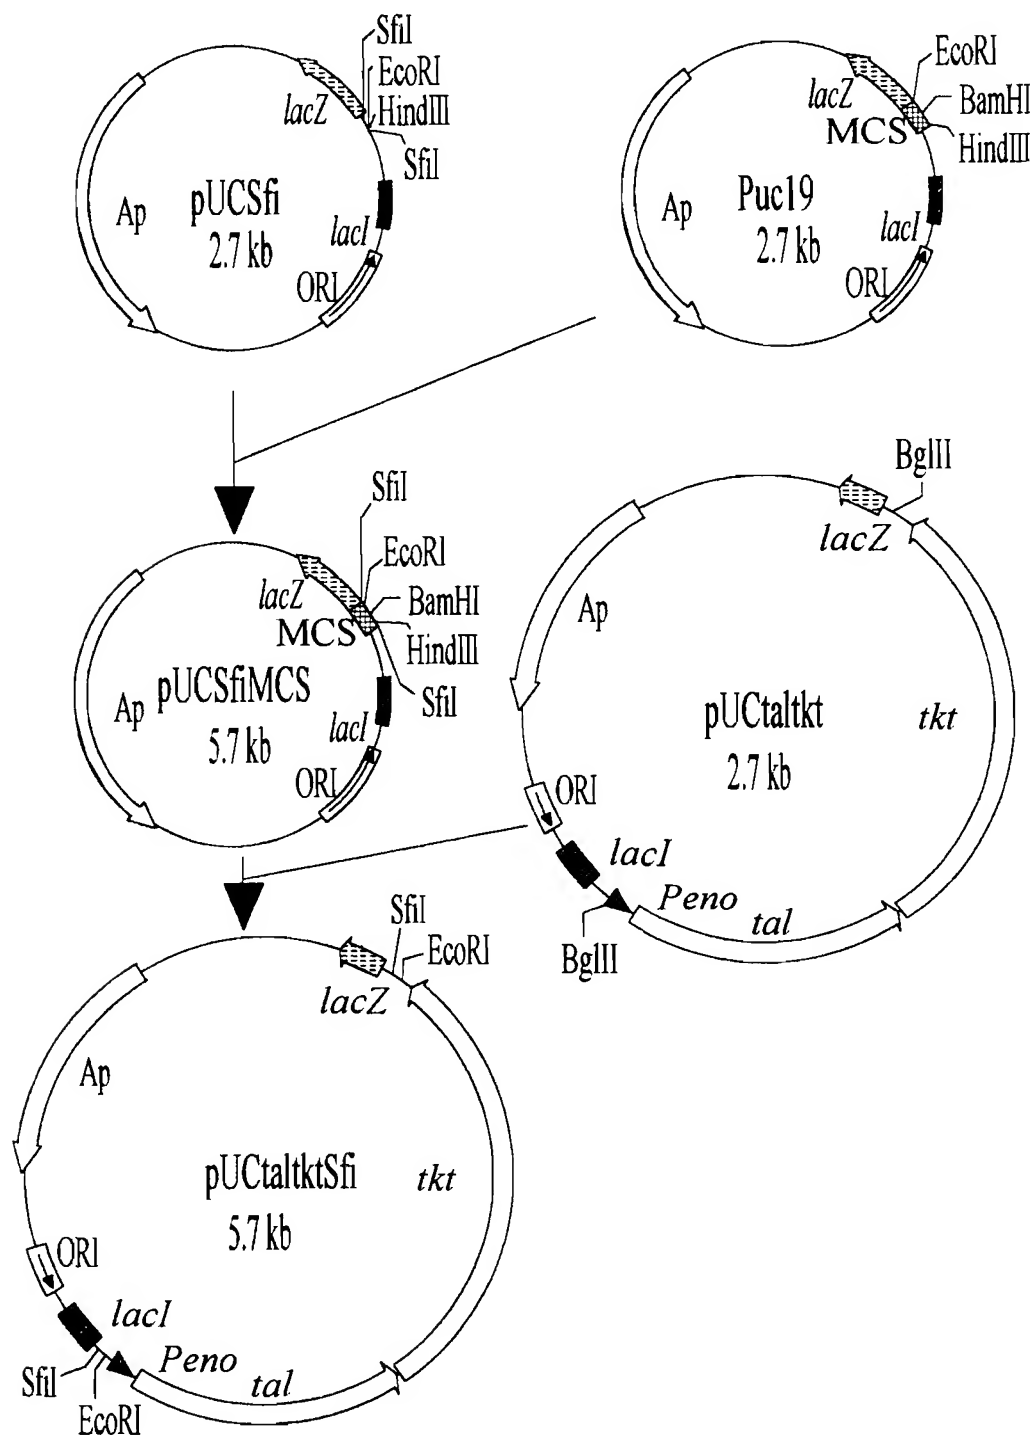 SfiI
EcoRI
HindIII
lacZ
SfiI
Ap
pUCSfi
2.7 kb
lacI
ORI
EcoRI
lacZ
BamHI
MCS
HindIII
Ap
Puc19
2.7 kb
lacI
ORI
SfiI
EcoRI
lacZ
BamHI
MCS
HindIII
Ap
pUCSfiMCS
SfiI
5.7 kb
lacI
ORI
BglII
lacZ
Ap
pUCtaltkt
tkt
2.7 kb
ORI
lacI
Peno
tal
BglII
SfiI
EcoRI
lacZ
Ap
pUCtaltktSfi
tkt
5.7 kb
ORI
lacI
Peno
tal
SfiI
EcoRI